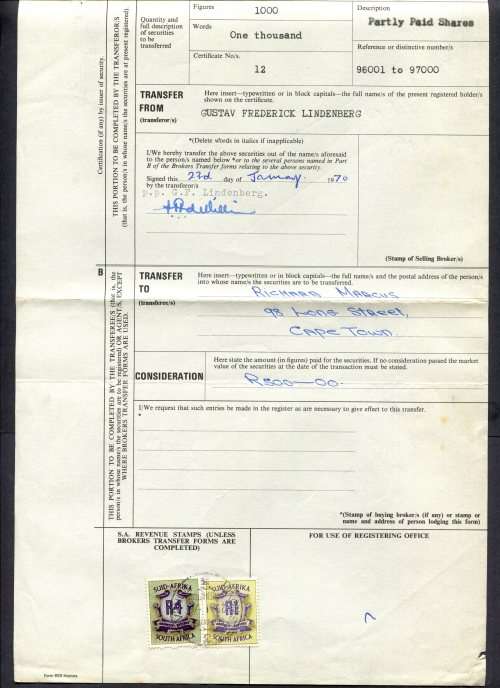 Certification (if any) by issuer of security.
THIS PORTION TO BE COMPLETED BY THE TRANSFEROR/S
(that is, the person/s in whose name/s the securities are at present registered).
Quantity and
full description
of securities
to be
transferred
Figures
1000
Words
One thousand
Certificate No/s.
12
Description
Partly Paid Shares
Reference or distinctive number/s
96001 to 97000
TRANSFER
FROM
(transferor/s)
Here insert—typewritten or in block capitals—the full name/s of the present registered holder/s
shown on the certificate.
GUSTAV FREDERICK LINDENBERG
*(Delete words in italics if inapplicable)
I/We hereby transfer the above securities out of the name/s aforesaid
to the person/s named below *or to the several persons named in Part
B of the Brokers Transfer forms relating to the above security.
Signed this 23d day of January 1970
by the transferor/s
p.p. G.F. Lindenberg.
(Stamp of Selling Broker/s)
B
THIS PORTION TO BE COMPLETED BY THE TRANSFEREE/S (that is, the
person/s in whose name/s the securities are to be registered) OR AGENT/S, EXCEPT
WHERE BROKERS TRANSFER FORMS ARE USED.
TRANSFER
TO
(transferee/s)
Here insert—typewritten or in block capitals—the full name/s and the postal address of the person/s
into whose name/s the securities are to be transferred.
RICHARD MARCUS
98 LONG STREET,
CAPE TOWN.
CONSIDERATION
Here state the amount (in figures) paid for the securities. If no consideration passed the market
value of the securities at the date of the transaction must be stated.
R800—00.
I/We request that such entries be made in the register as are necessary to give effect to this transfer.
*
*(Stamp of buying broker/s (if any) or stamp or
name and address of person lodging this form)
S.A. REVENUE STAMPS (UNLESS
BROKERS TRANSFER FORMS ARE
COMPLETED)
FOR USE OF REGISTERING OFFICE
SUID-AFRIKA
R4
SOUTH AFRICA
SUID-AFRIKA
R1
SOUTH AFRICA